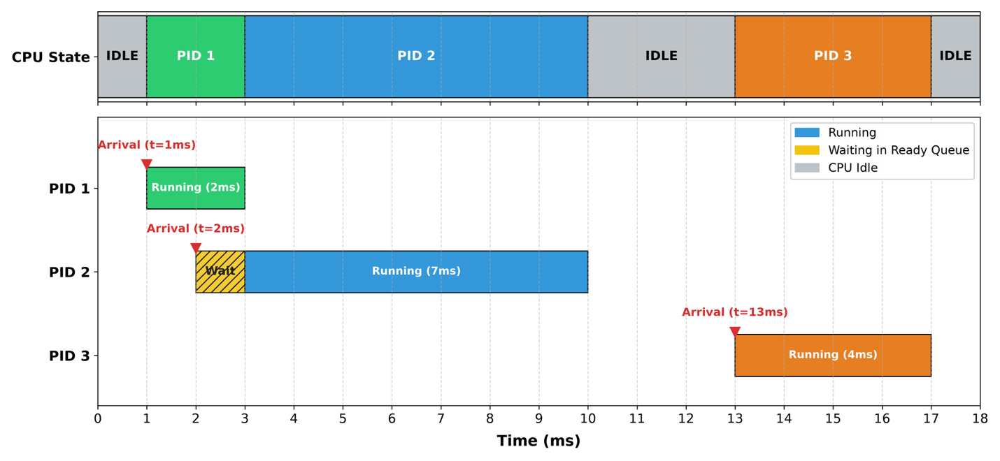 CPU State
IDLE PID 1 PID 2 IDLE PID 3 IDLE
Running
Waiting in Ready Queue
CPU Idle
Arrival (t=1ms)
PID 1
Running (2ms)
Arrival (t=2ms)
PID 2
Wait
Running (7ms)
Arrival (t=13ms)
PID 3
Running (4ms)
0 1 2 3 4 5 6 7 8 9 10 11 12 13 14 15 16 17 18
Time (ms)